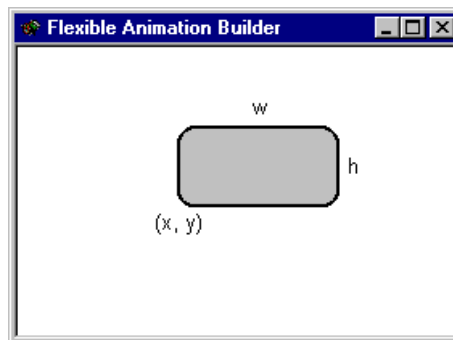 Flexible Animation Builder
w
h
(x, y)